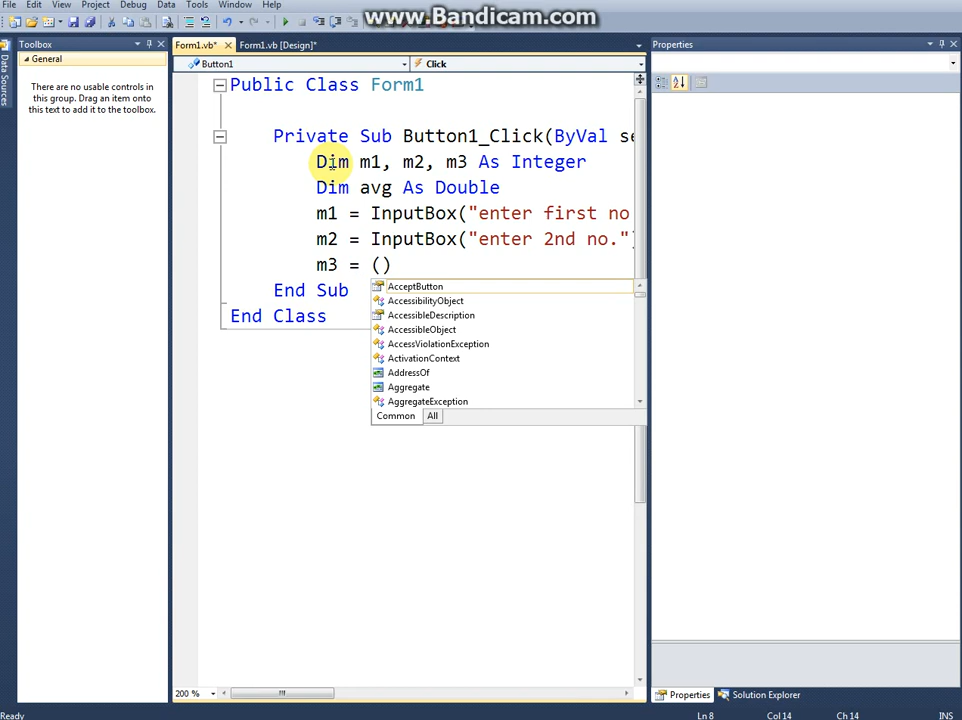 www.Bandicam.com
File Edit View Project Debug Data Tools Window Help
Toolbox
Form1.vb* Form1.vb [Design]*
Properties
General
Button1
Click
Data Sources
There are no usable controls in
this group. Drag an item onto
this text to add it to the toolbox.
Public Class Form1
Private Sub Button1_Click(ByVal se
Dim m1, m2, m3 As Integer
Dim avg As Double
m1 = InputBox("enter first no
m2 = InputBox("enter 2nd no.")
m3 = ()
End Sub
End Class
AcceptButton
AccessibilityObject
AccessibleDescription
AccessibleObject
AccessViolationException
ActivationContext
AddressOf
Aggregate
AggregateException
Common All
200 %
Properties Solution Explorer
Ready Ln 8 Col 14 Ch 14 INS